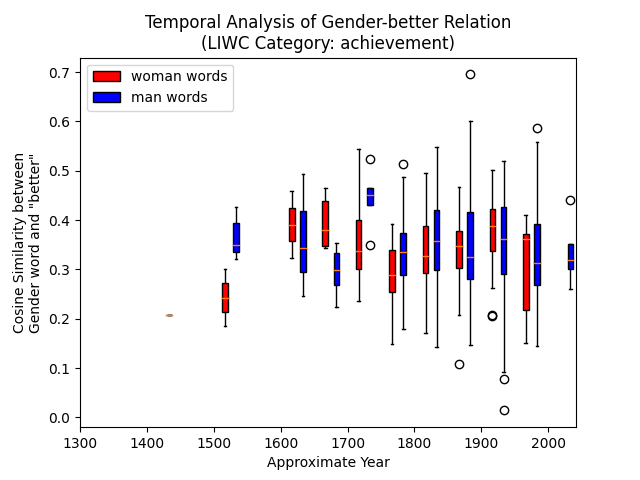 Temporal Analysis of Gender-better Relation
(LIWC Category: achievement)
woman words
man words
0.7
0.6
0.5
0.4
0.3
0.2
0.1
0.0
Cosine Similarity between
Gender word and "better"
1300 1400 1500 1600 1700 1800 1900 2000
Approximate Year